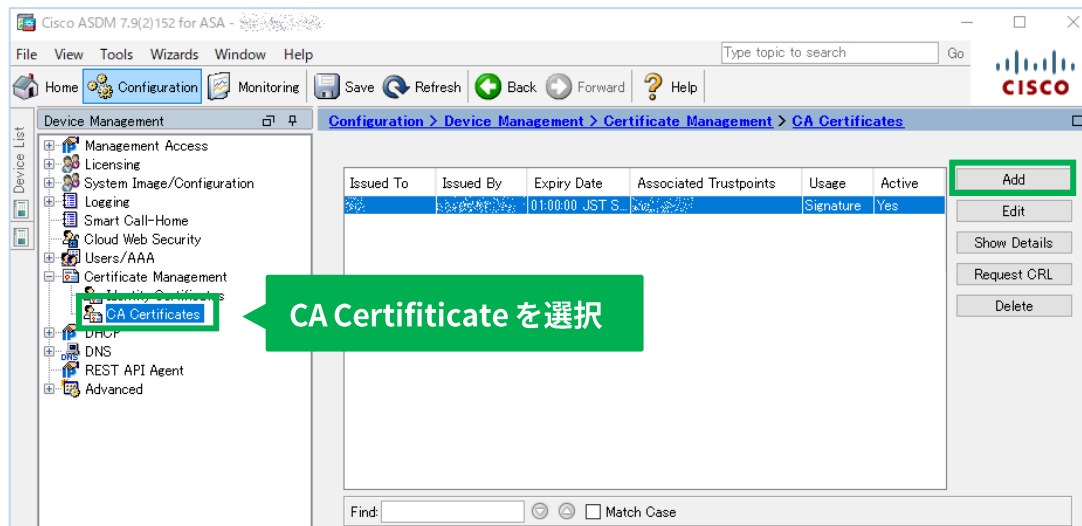 Cisco ASDM 7.9(2)152 for ASA -
File View Tools Wizards Window Help
Type topic to search Go
Home Configuration Monitoring Save Refresh Back Forward Help
CISCO
Device List
Device Management
Configuration > Device Management > Certificate Management > CA Certificates
Management Access
Licensing
System Image/Configuration
Logging
Smart Call-Home
Cloud Web Security
Users/AAA
Certificate Management
Identity Certificates
CA Certificates
DHCP
DNS
REST API Agent
Advanced
CA Certifiticate を選択
Issued To Issued By Expiry Date Associated Trustpoints Usage Active
01:00:00 JST S... Signature Yes
Add
Edit
Show Details
Request CRL
Delete
Find: Match Case